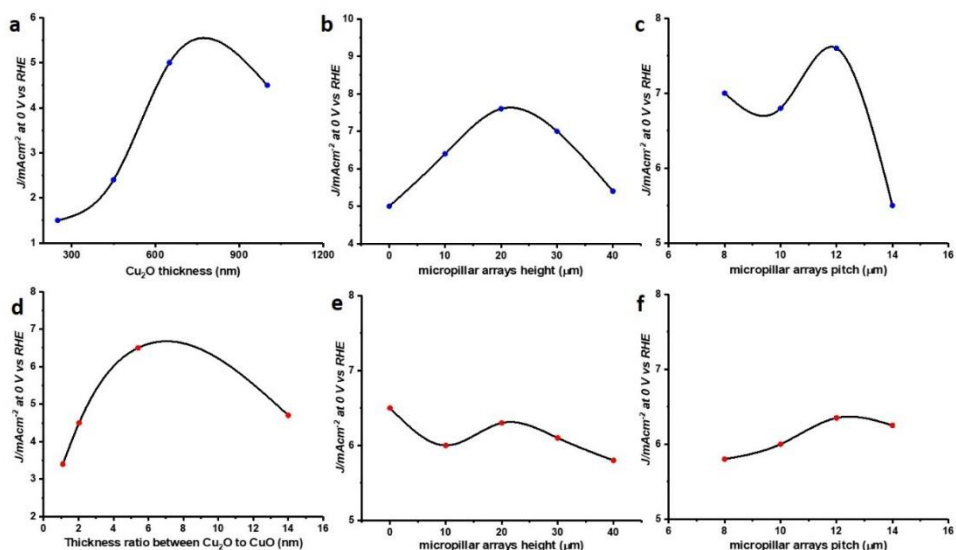 a
J/mAcm⁻² at 0 V vs RHE
6
5
4
3
2
1
300 600 900 1200
Cu₂O thickness (nm)
b
J/mAcm⁻² at 0 V vs RHE
10
9
8
7
6
5
4
0 10 20 30 40
micropillar arrays height (μm)
c
J/mAcm⁻² at 0 V vs RHE
8
7
6
5
6 8 10 12 14 16
micropillar arrays pitch (μm)
d
J/mAcm⁻² at 0 V vs RHE
8
7
6
5
4
3
2
0 2 4 6 8 10 12 14 16
Thickness ratio between Cu₂O to CuO (nm)
e
J/mAcm⁻² at 0 V vs RHE
8
7
6
5
0 10 20 30 40
micropillar arrays height (μm)
f
J/mAcm⁻² at 0 V vs RHE
8
7
6
5
6 8 10 12 14 16
micropillar arrays pitch (μm)